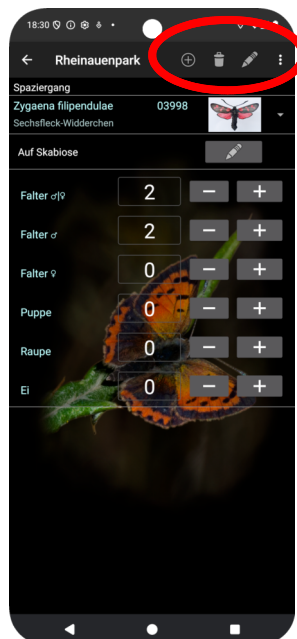 18:30
Rheinauenpark
Spaziergang
Zygaena filipendulae 03998
Sechsfleck-Widderchen
Auf Skabiose
Falter ♂|♀ 2 − +
Falter ♂ 2 − +
Falter ♀ 0 − +
Puppe 0 − +
Raupe 0 − +
Ei 0 − +